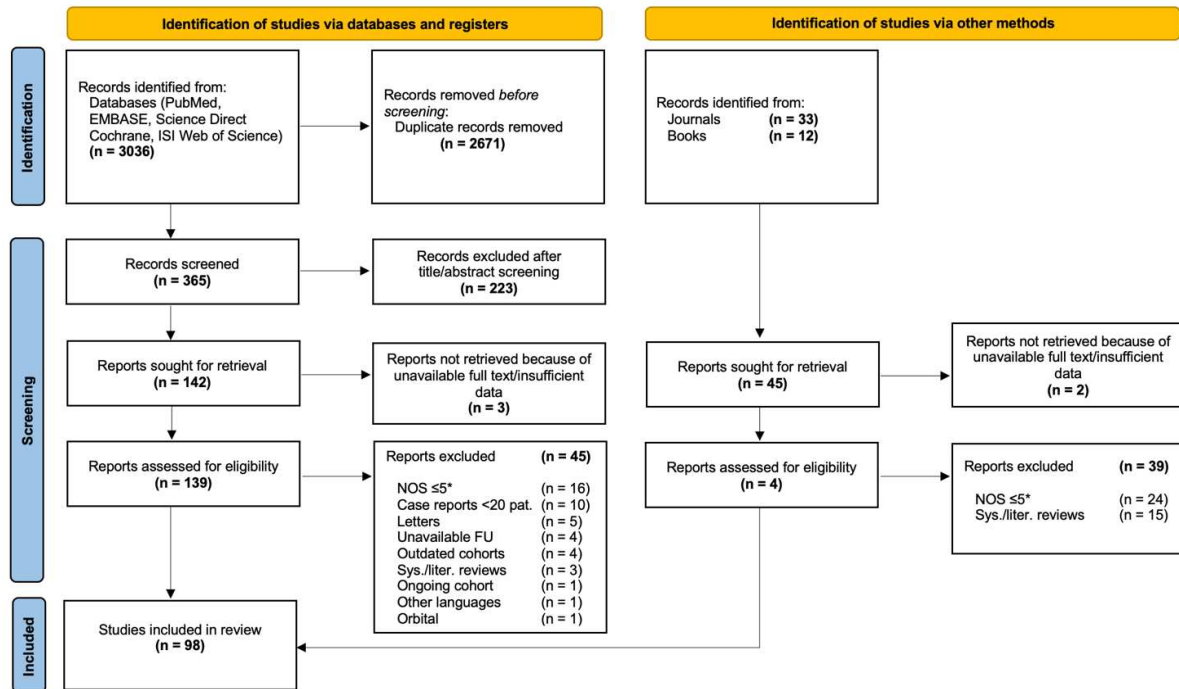 Identification of studies via databases and registers
Identification of studies via other methods
Identification
Records identified from:
Databases (PubMed,
EMBASE, Science Direct
Cochrane, ISI Web of Science)
(n = 3036)
Records removed before
screening:
Duplicate records removed
(n = 2671)
Records identified from:
Journals (n = 33)
Books (n = 12)
Screening
Records screened
(n = 365)
Records excluded after
title/abstract screening
(n = 223)
Reports sought for retrieval
(n = 142)
Reports not retrieved because of
unavailable full text/insufficient
data
(n = 3)
Reports sought for retrieval
(n = 45)
Reports not retrieved because of
unavailable full text/insufficient
data
(n = 2)
Reports assessed for eligibility
(n = 139)
Reports excluded (n = 45)
NOS ≤5* (n = 16)
Case reports <20 pat. (n = 10)
Letters (n = 5)
Unavailable FU (n = 4)
Outdated cohorts (n = 4)
Sys./liter. reviews (n = 3)
Ongoing cohort (n = 1)
Other languages (n = 1)
Orbital (n = 1)
Reports assessed for eligibility
(n = 4)
Reports excluded (n = 39)
NOS ≤5* (n = 24)
Sys./liter. reviews (n = 15)
Included
Studies included in review
(n = 98)